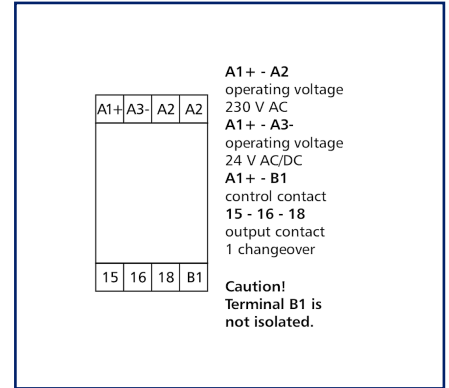 A1+ A3- A2 A2
15 16 18 B1
A1+ - A2
operating voltage
230 V AC
A1+ - A3-
operating voltage
24 V AC/DC
A1+ - B1
control contact
15 - 16 - 18
output contact
1 changeover
Caution!
Terminal B1 is
not isolated.